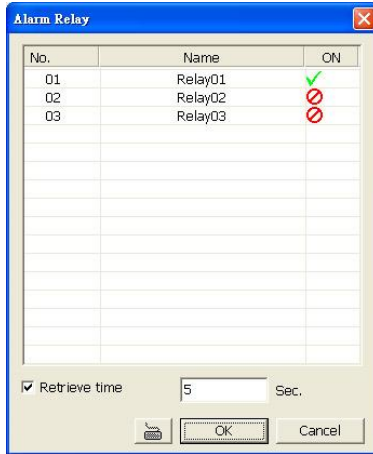 Alarm Relay
No. Name ON
01 Relay01
02 Relay02
03 Relay03
Retrieve time 5 Sec.
OK Cancel